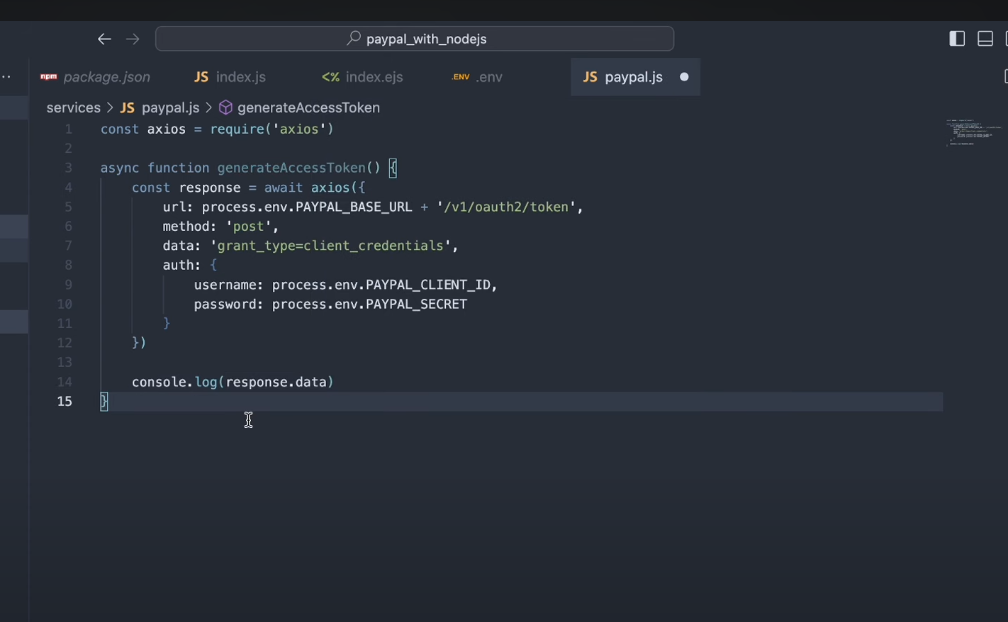 paypal_with_nodejs
npm package.json JS index.js <% index.ejs .ENV .env JS paypal.js
services > JS paypal.js > generateAccessToken
1 const axios = require('axios')
2
3 async function generateAccessToken() {
4 const response = await axios({
5 url: process.env.PAYPAL_BASE_URL + '/v1/oauth2/token',
6 method: 'post',
7 data: 'grant_type=client_credentials',
8 auth: {
9 username: process.env.PAYPAL_CLIENT_ID,
10 password: process.env.PAYPAL_SECRET
11 }
12 })
13
14 console.log(response.data)
15 }